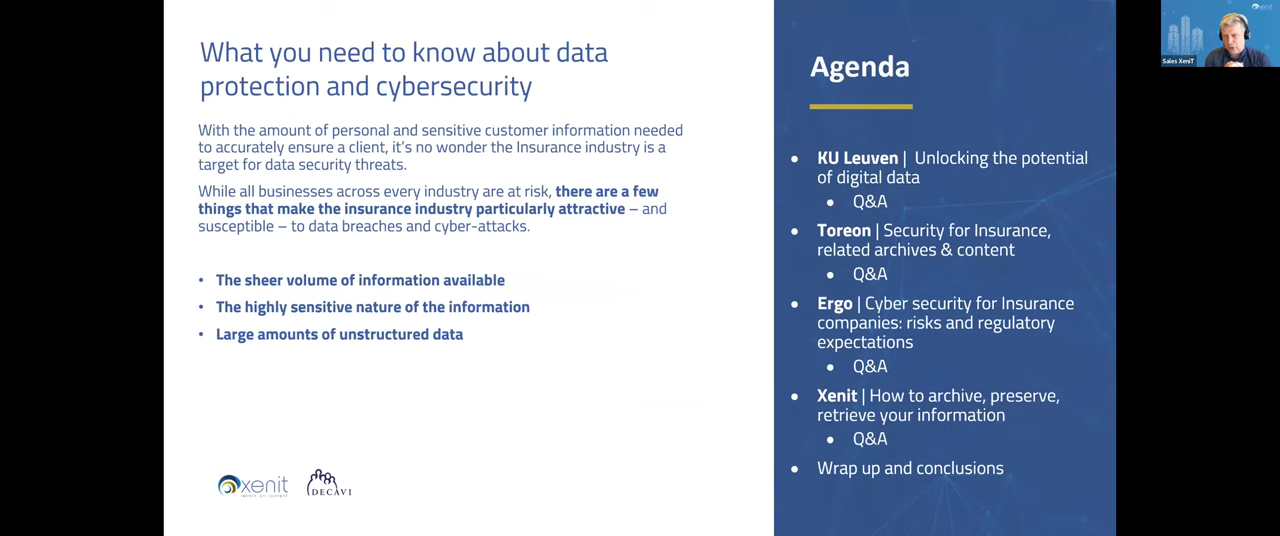 What you need to know about data
protection and cybersecurity
With the amount of personal and sensitive customer information needed
to accurately ensure a client, it's no wonder the Insurance industry is a
target for data security threats.
While all businesses across every industry are at risk, there are a few
things that make the insurance industry particularly attractive – and
susceptible – to data breaches and cyber-attacks.
• The sheer volume of information available
• The highly sensitive nature of the information
• Large amounts of unstructured data
xenit
DECAVI
Agenda
• KU Leuven | Unlocking the potential
of digital data
• Q&A
• Toreon | Security for Insurance,
related archives & content
• Q&A
• Ergo | Cyber security for Insurance
companies: risks and regulatory
expectations
• Q&A
• Xenit | How to archive, preserve,
retrieve your information
• Q&A
• Wrap up and conclusions
xenit
Sales XeniT